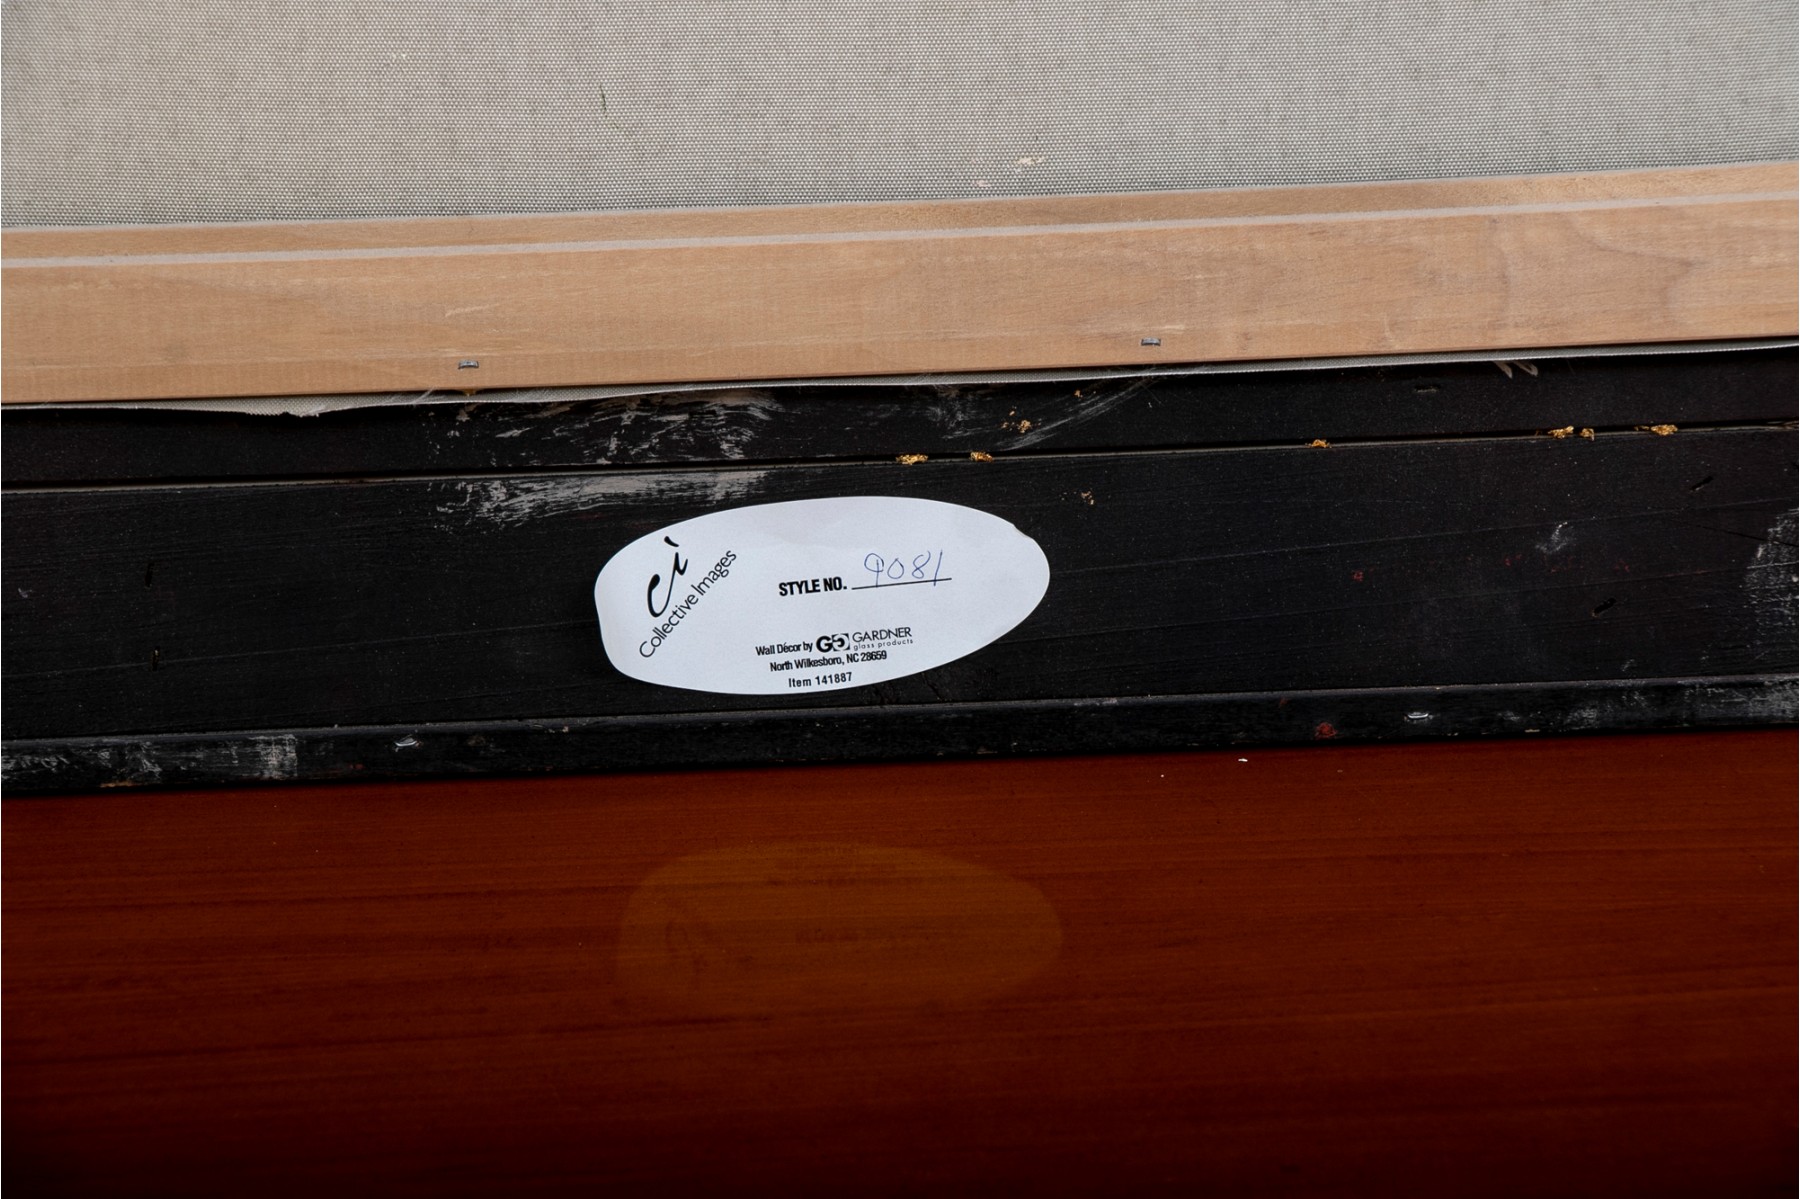 ci
Collective Images
STYLE NO. 9081
Wall Décor by GG GARDNER
glass products
North Wilkesboro, NC 28659
Item 141887